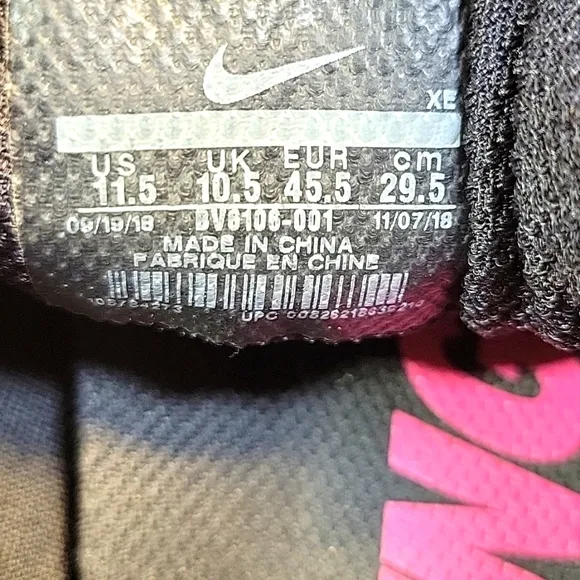 XE
US UK EUR cm
11.5 10.5 45.5 29.5
09/19/18 BV6106-001 11/07/18
MADE IN CHINA
FABRIQUE EN CHINE
UPC